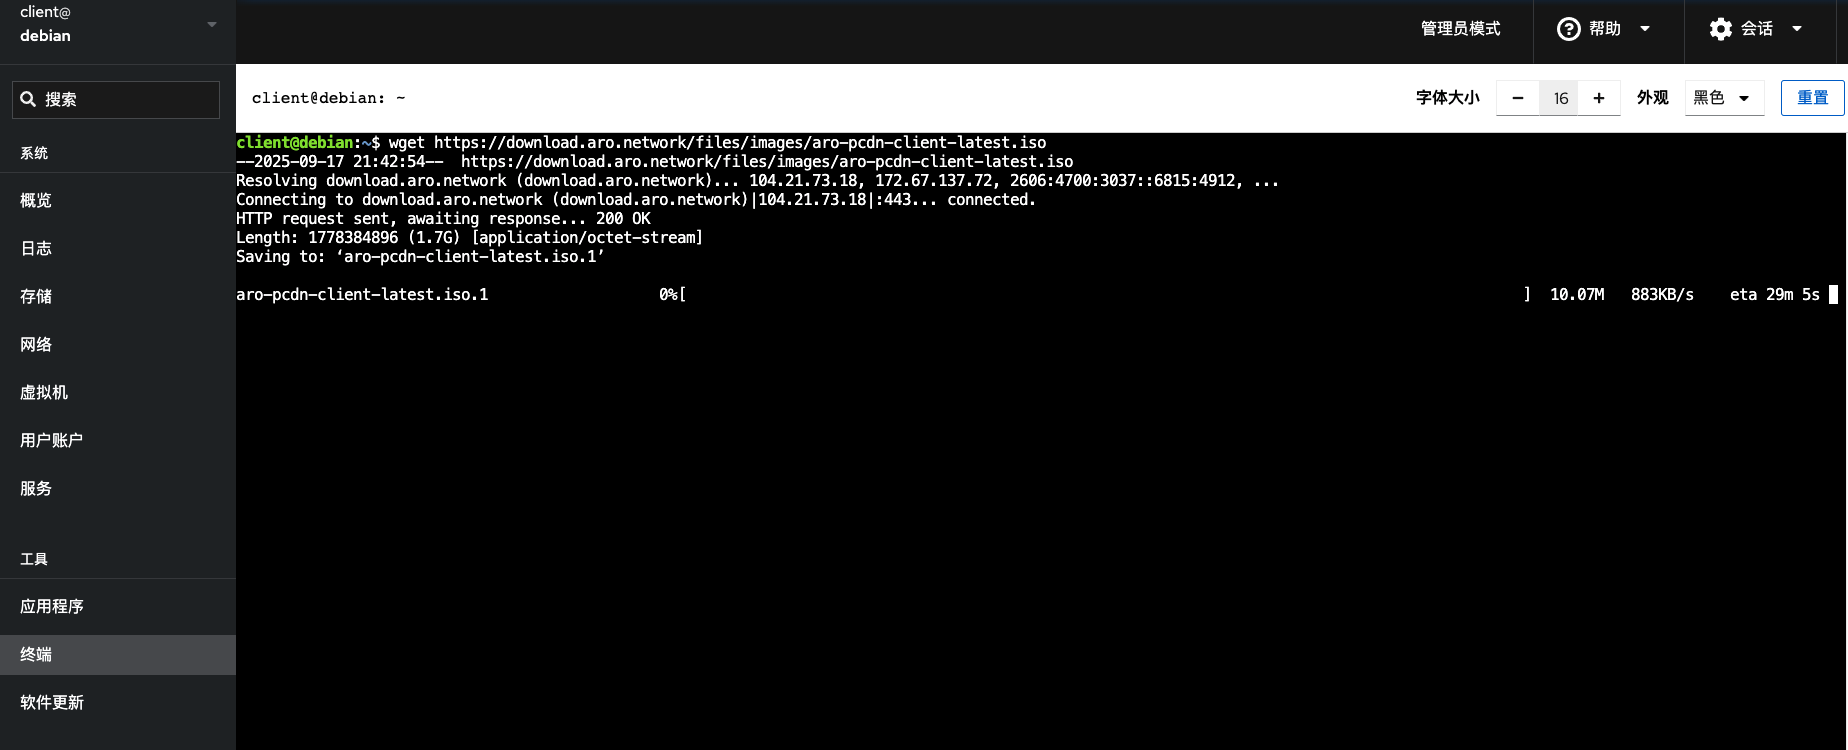 client@
debian
管理员模式
帮助
会话
搜索
client@debian: ~
字体大小
16
外观
黑色
重置
系统
概览
日志
存储
网络
虚拟机
用户账户
服务
工具
应用程序
终端
软件更新
client@debian:~$ wget https://download.aro.network/files/images/aro-pcdn-client-latest.iso
--2025-09-17 21:42:54--  https://download.aro.network/files/images/aro-pcdn-client-latest.iso
Resolving download.aro.network (download.aro.network)... 104.21.73.18, 172.67.137.72, 2606:4700:3037::6815:4912, ...
Connecting to download.aro.network (download.aro.network)|104.21.73.18|:443... connected.
HTTP request sent, awaiting response... 200 OK
Length: 1778384896 (1.7G) [application/octet-stream]
Saving to: ‘aro-pcdn-client-latest.iso.1’
aro-pcdn-client-latest.iso.1 0%[ ] 10.07M 883KB/s eta 29m 5s